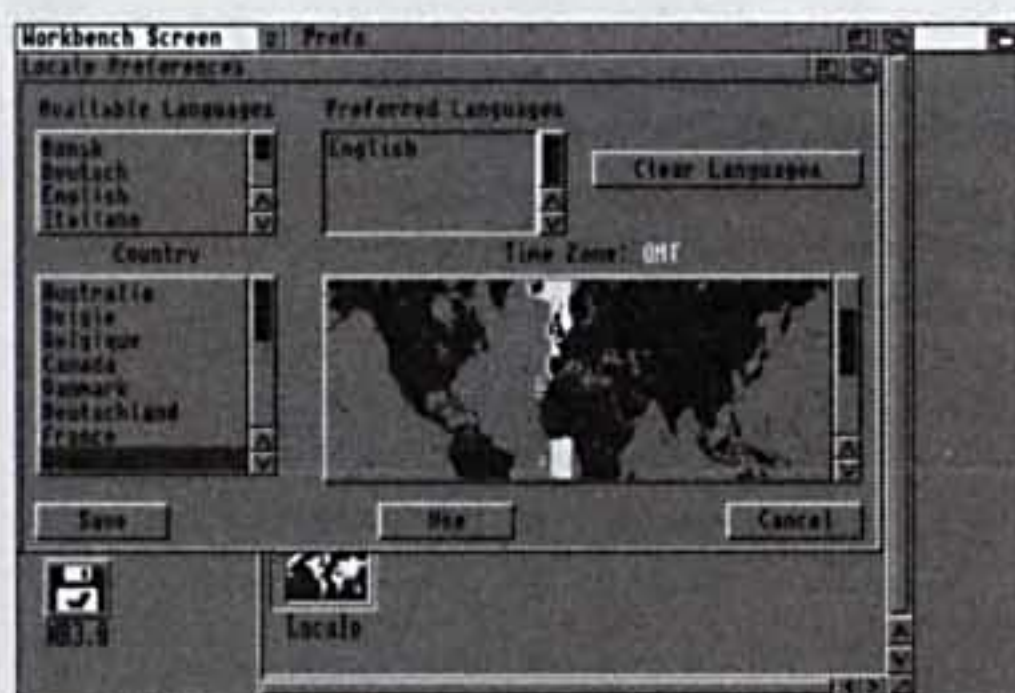 Workbench Screen
Prefs
Locale Preferences
Available Languages
Dansk
Deutsch
English
Italiano
Preferred Languages
English
Clear Languages
Country
Australia
België
Belgique
Canada
Danmark
Deutschland
France
Time Zone: GMT
Save
Use
Cancel
WB3.0
Locale